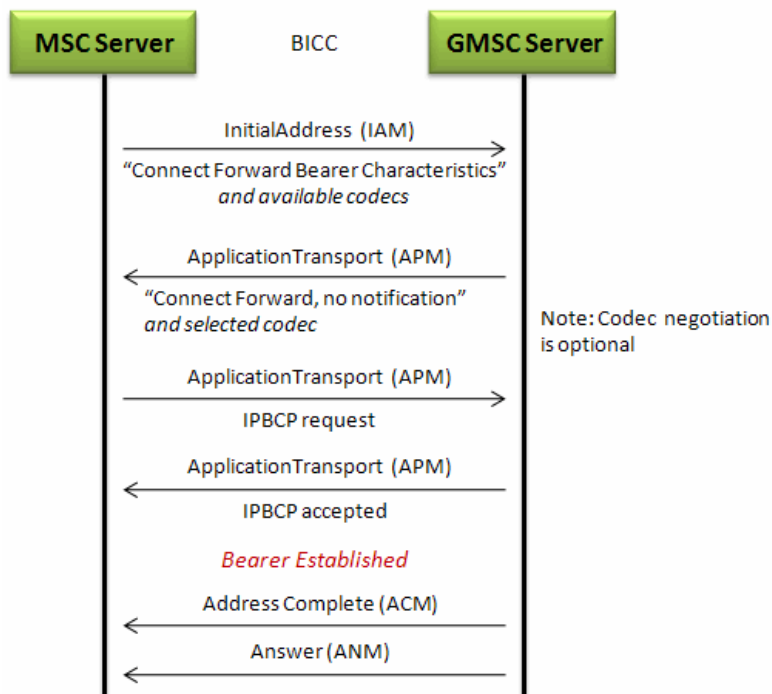 MSC Server
BICC
GMSC Server
InitialAddress (IAM)
“Connect Forward Bearer Characteristics”
and available codecs
ApplicationTransport (APM)
“Connect Forward, no notification”
and selected codec
Note: Codec negotiation
is optional
ApplicationTransport (APM)
IPBCP request
ApplicationTransport (APM)
IPBCP accepted
Bearer Established
Address Complete (ACM)
Answer (ANM)